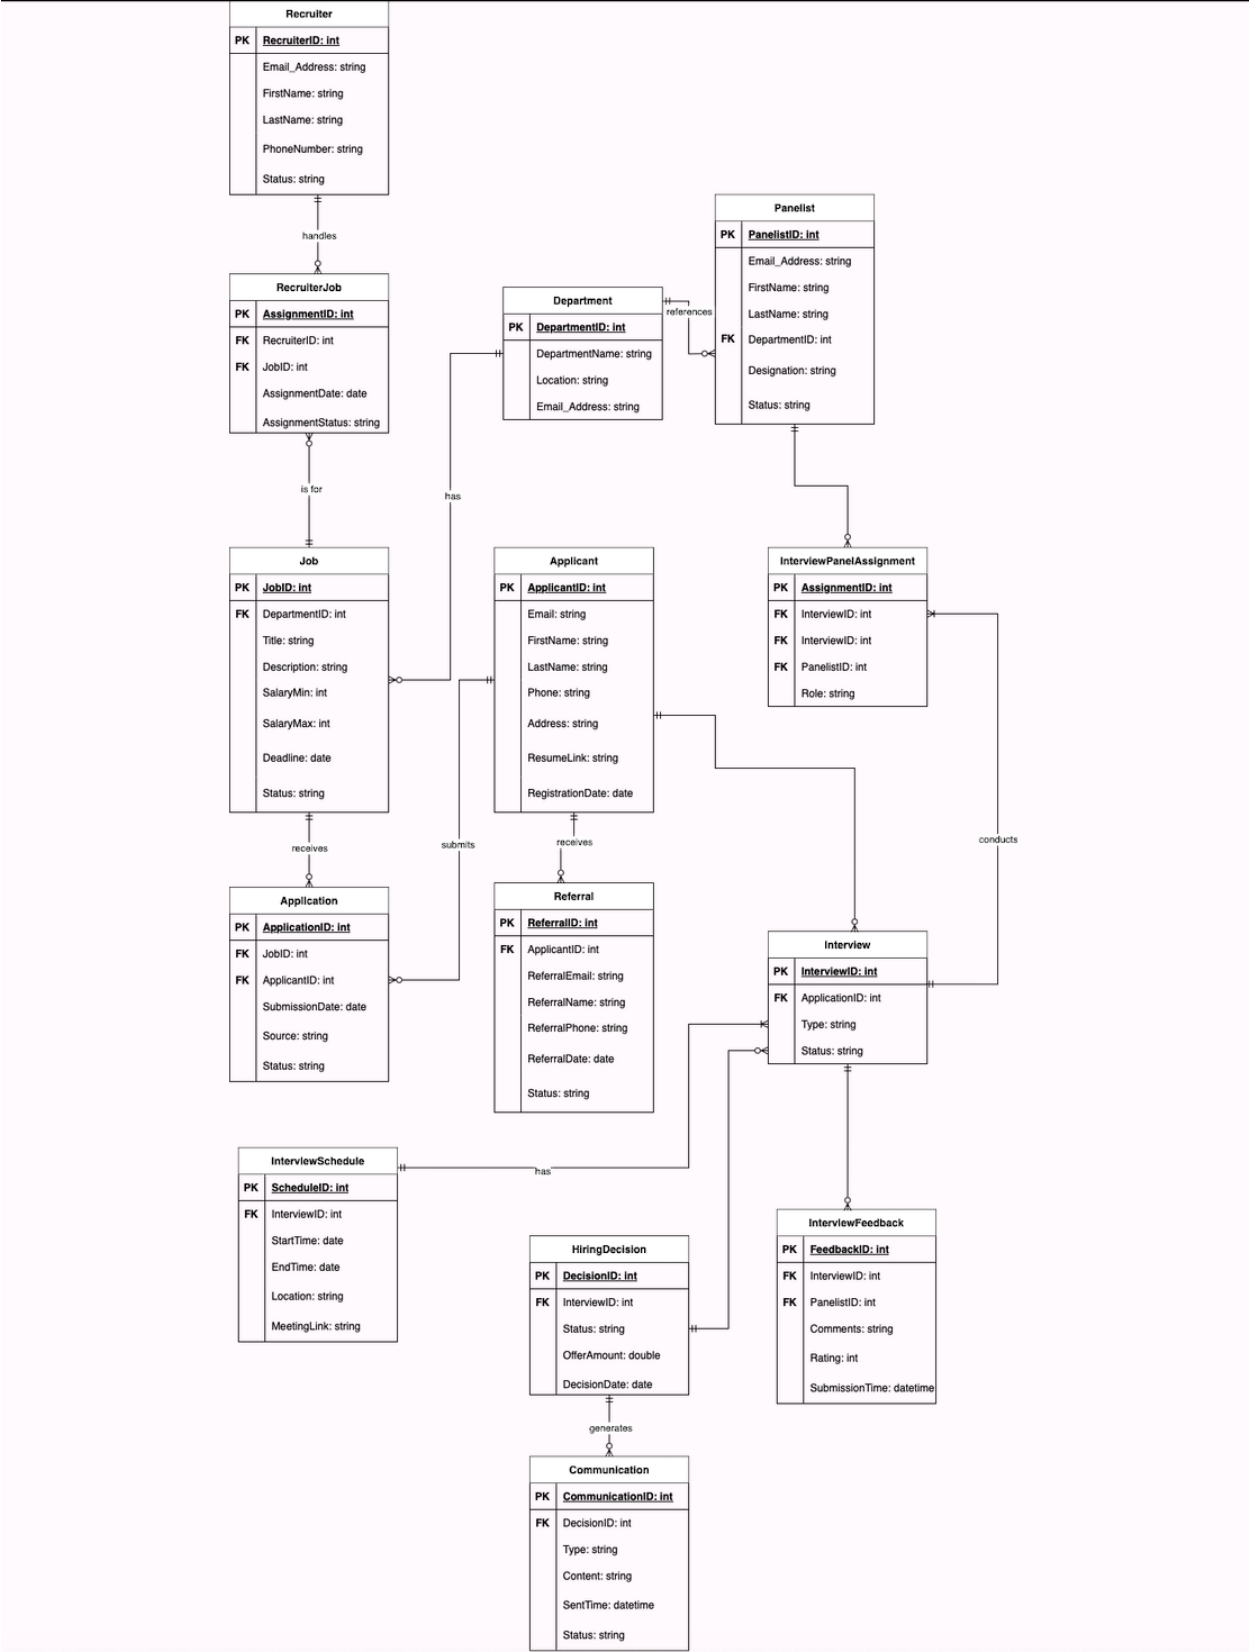 Recruiter
PK RecruiterID: int
Email_Address: string
FirstName: string
LastName: string
PhoneNumber: string
Status: string
handles
RecruiterJob
PK AssignmentID: int
FK RecruiterID: int
FK JobID: int
AssignmentDate: date
AssignmentStatus: string
is for
Department
PK DepartmentID: int
DepartmentName: string
Location: string
Email_Address: string
references
Panelist
PK PanelistID: int
Email_Address: string
FirstName: string
LastName: string
FK DepartmentID: int
Designation: string
Status: string
has
Job
PK JobID: int
FK DepartmentID: int
Title: string
Description: string
SalaryMin: int
SalaryMax: int
Deadline: date
Status: string
receives
Applicant
PK ApplicantID: int
Email: string
FirstName: string
LastName: string
Phone: string
Address: string
ResumeLink: string
RegistrationDate: date
submits
receives
InterviewPanelAssignment
PK AssignmentID: int
FK InterviewID: int
FK InterviewID: int
FK PanelistID: int
Role: string
conducts
Application
PK ApplicationID: int
FK JobID: int
FK ApplicantID: int
SubmissionDate: date
Source: string
Status: string
Referral
PK ReferralID: int
FK ApplicantID: int
ReferralEmail: string
ReferralName: string
ReferralPhone: string
ReferralDate: date
Status: string
Interview
PK InterviewID: int
FK ApplicationID: int
Type: string
Status: string
InterviewSchedule
PK ScheduleID: int
FK InterviewID: int
StartTime: date
EndTime: date
Location: string
MeetingLink: string
has
HiringDecision
PK DecisionID: int
FK InterviewID: int
Status: string
OfferAmount: double
DecisionDate: date
generates
InterviewFeedback
PK FeedbackID: int
FK InterviewID: int
FK PanelistID: int
Comments: string
Rating: int
SubmissionTime: datetime
Communication
PK CommunicationID: int
FK DecisionID: int
Type: string
Content: string
SentTime: datetime
Status: string